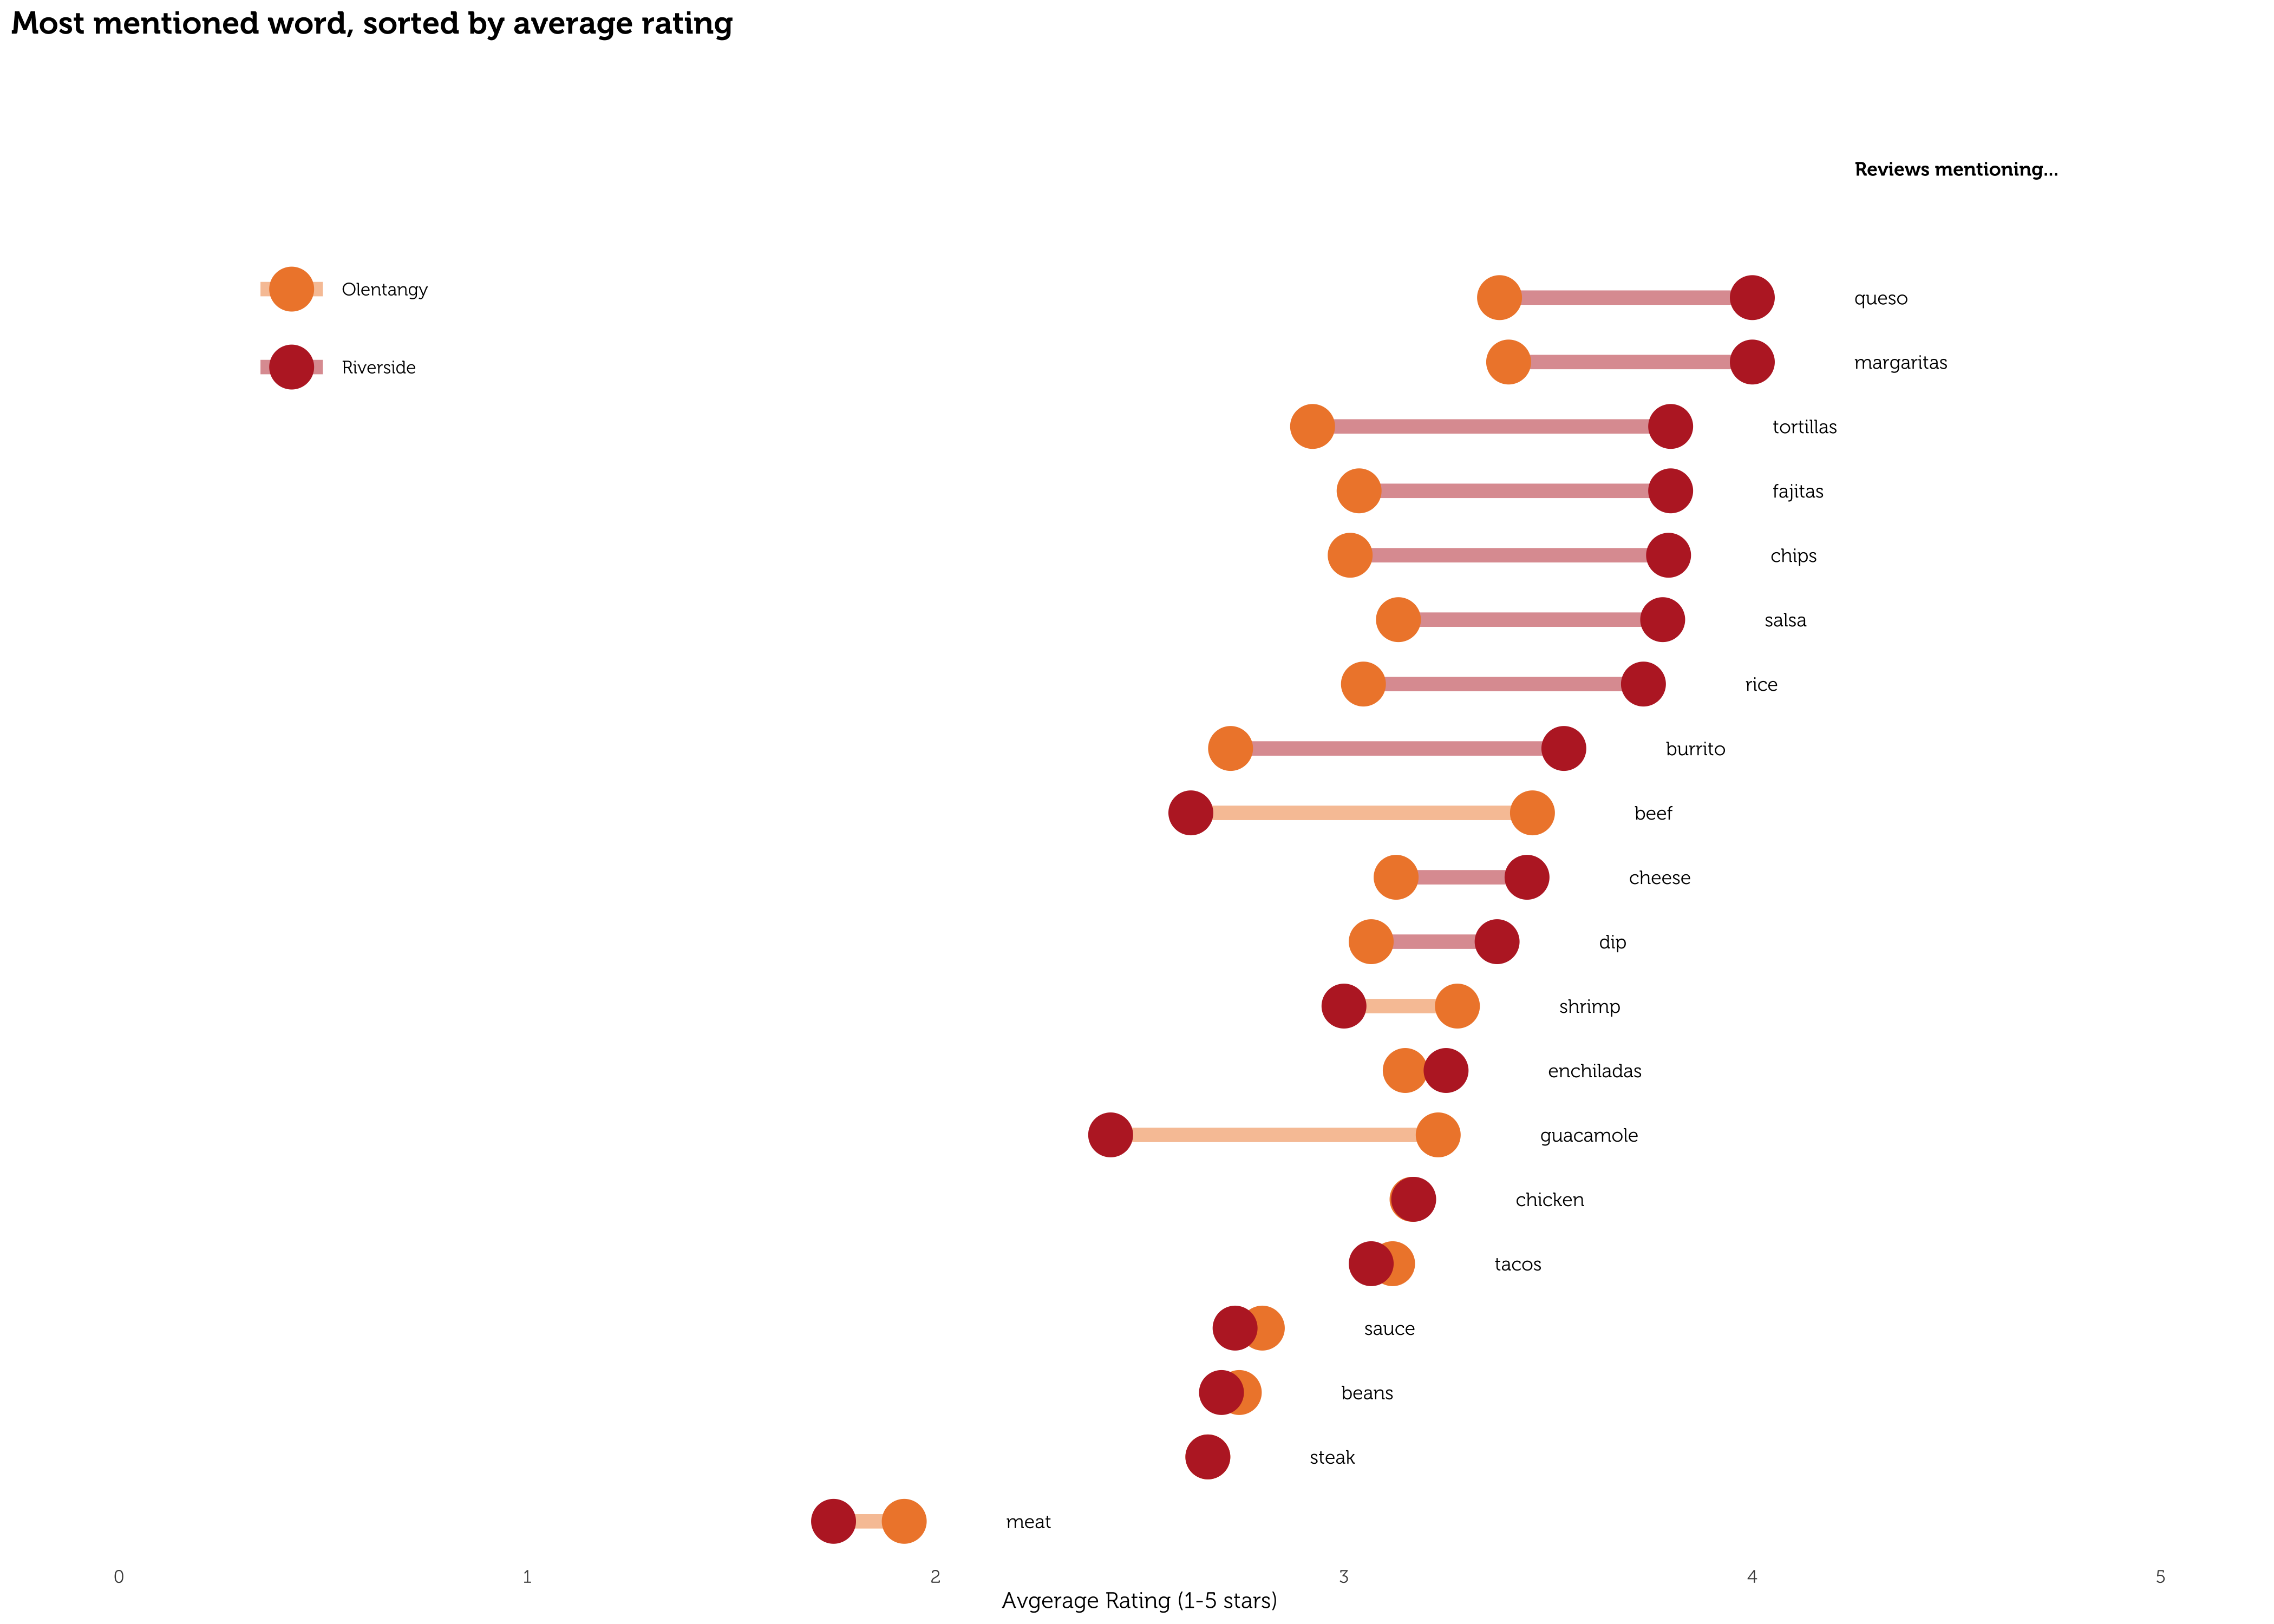 Most mentioned word, sorted by average rating
Reviews mentioning...
Olentangy
Riverside
queso
margaritas
tortillas
fajitas
chips
salsa
rice
burrito
beef
cheese
dip
shrimp
enchiladas
guacamole
chicken
tacos
sauce
beans
steak
meat
0 1 2 3 4 5
Avgerage Rating (1-5 stars)